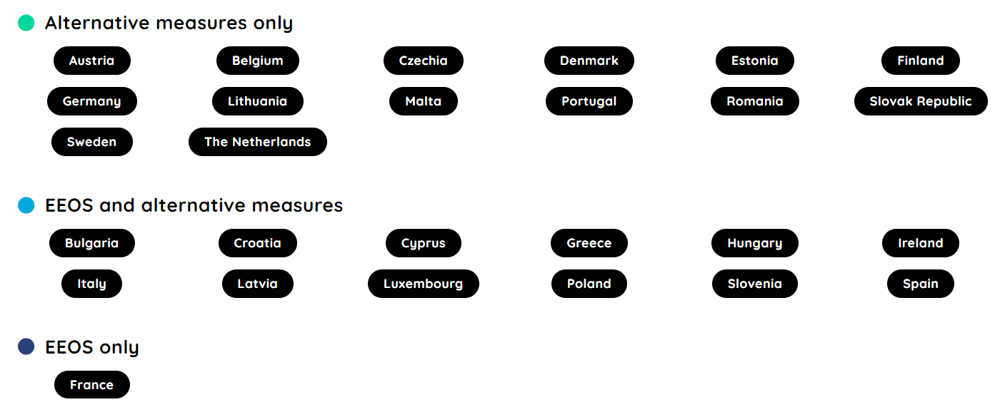 Alternative measures only
Austria Belgium Czechia Denmark Estonia Finland
Germany Lithuania Malta Portugal Romania Slovak Republic
Sweden The Netherlands
EEOS and alternative measures
Bulgaria Croatia Cyprus Greece Hungary Ireland
Italy Latvia Luxembourg Poland Slovenia Spain
EEOS only
France